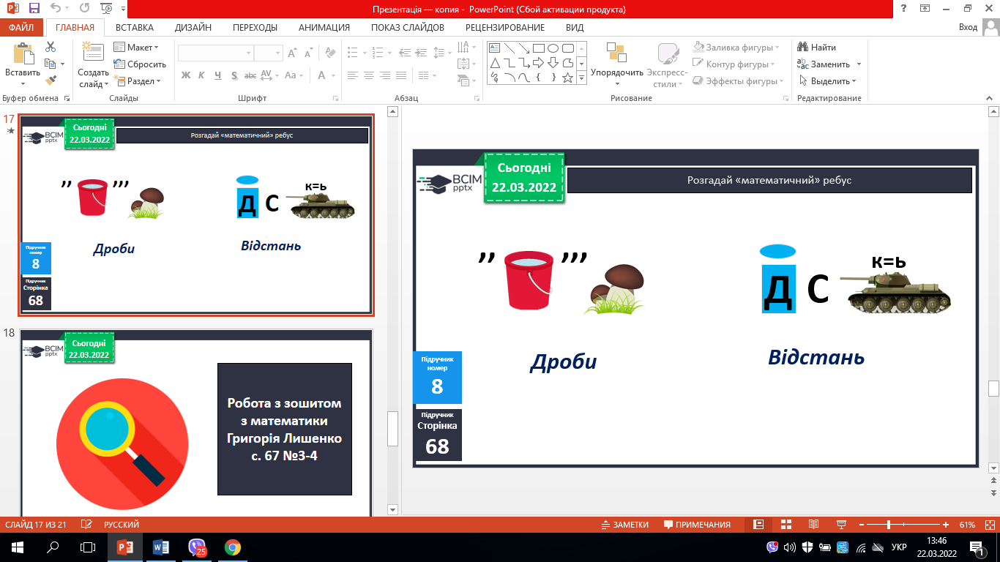 Презентація — копия - PowerPoint (Сбой активации продукта)
ФАЙЛ ГЛАВНАЯ ВСТАВКА ДИЗАЙН ПЕРЕХОДЫ АНИМАЦИЯ ПОКАЗ СЛАЙДОВ РЕЦЕНЗИРОВАНИЕ ВИД Вход
Вставить
Буфер обмена
Создать слайд
Макет
Сбросить
Раздел
Слайды
Ж К Ч S abc AV Aa A
Шрифт
Абзац
Упорядочить
Экспресс-стили
Заливка фигуры
Контур фигуры
Эффекты фигуры
Рисование
Найти
Заменить
Выделить
Редактирование
17
BCIM pptx
Сьогодні
22.03.2022
Розгадай «математичний» ребус
,, ,,,
к=ь
Д С
Дроби
Відстань
Підручник
номер
8
Підручник
Сторінка
68
18
BCIM pptx
Сьогодні
22.03.2022
Робота з зошитом
з математики
Григорія Лишенко
с. 67 №3-4
BCIM
pptx
Сьогодні
22.03.2022
Розгадай «математичний» ребус
,, ,,,
к=ь
Д С
Дроби
Відстань
Підручник
номер
8
Підручник
Сторінка
68
СЛАЙД 17 ИЗ 21 РУССКИЙ ЗАМЕТКИ ПРИМЕЧАНИЯ 61%
25
УКР
13:46
22.03.2022
1